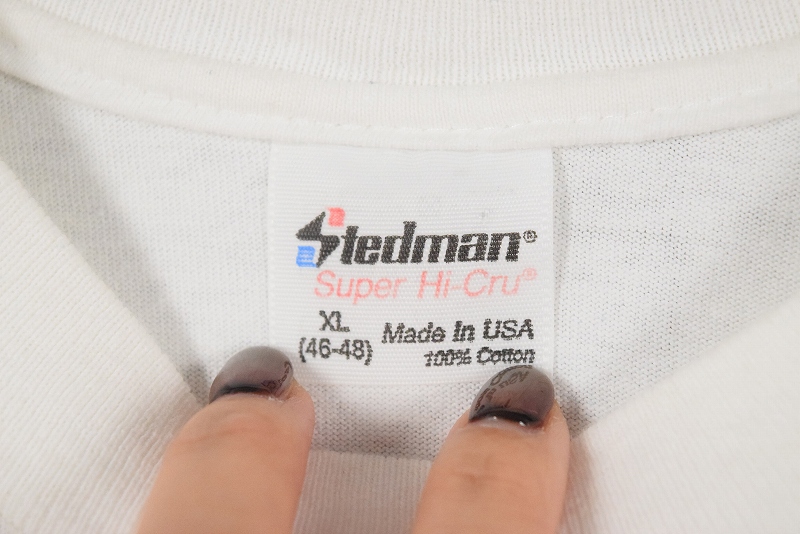 Stedman®
Super Hi-Cru®
XL
(46-48)
Made In USA
100% Cotton